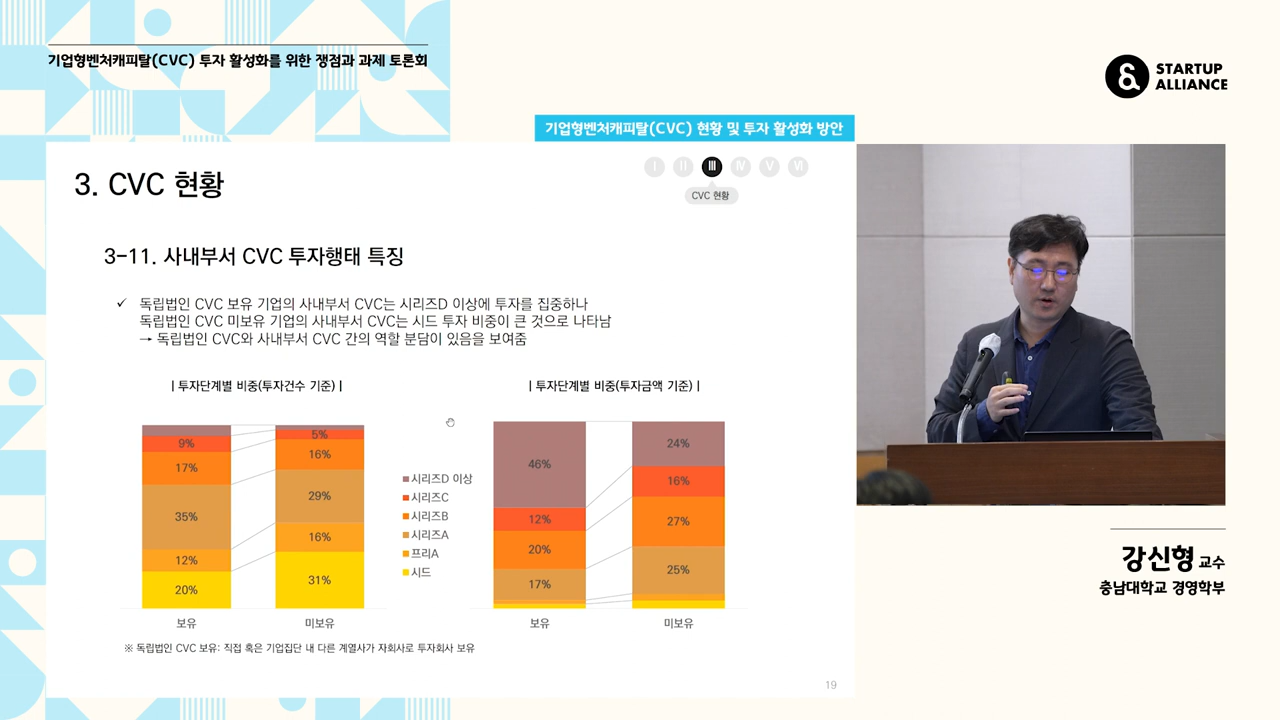 기업형벤처캐피탈(CVC) 투자 활성화를 위한 쟁점과 과제 토론회
STARTUP
ALLIANCE
기업형벤처캐피탈(CVC) 현황 및 투자 활성화 방안
3. CVC 현황
Ⅰ Ⅱ Ⅲ Ⅳ Ⅴ Ⅵ
CVC 현황
3-11. 사내부서 CVC 투자행태 특징
✓ 독립법인 CVC 보유 기업의 사내부서 CVC는 시리즈D 이상에 투자를 집중하나
독립법인 CVC 미보유 기업의 사내부서 CVC는 시드 투자 비중이 큰 것으로 나타남
→ 독립법인 CVC와 사내부서 CVC 간의 역할 분담이 있음을 보여줌
| 투자단계별 비중(투자건수 기준) |
9%
17%
35%
12%
20%
보유
5%
16%
29%
16%
31%
미보유
시리즈D 이상
시리즈C
시리즈B
시리즈A
프리A
시드
| 투자단계별 비중(투자금액 기준) |
46%
12%
20%
17%
보유
24%
16%
27%
25%
미보유
※ 독립법인 CVC 보유: 직접 혹은 기업집단 내 다른 계열사가 자회사로 투자회사 보유
19
강신형 교수
충남대학교 경영학부